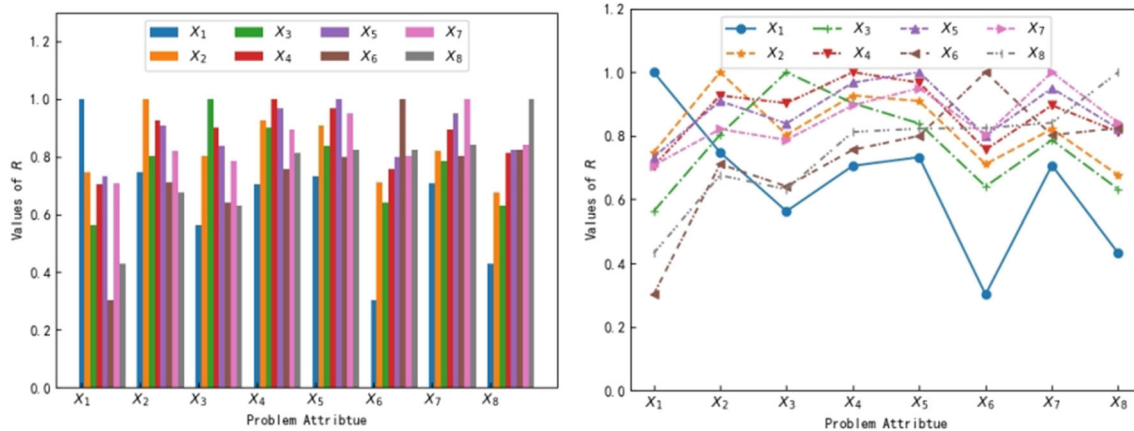 X1 X3 X5 X7
X2 X4 X6 X8
1.2
1.0
0.8
0.6
0.4
0.2
0.0
Values of R
X1 X2 X3 X4 X5 X6 X7 X8
Problem Attribtue
X1 X3 X5 X7
X2 X4 X6 X8
1.2
1.0
0.8
0.6
0.4
0.2
0.0
Values of R
X1 X2 X3 X4 X5 X6 X7 X8
Problem Attribtue